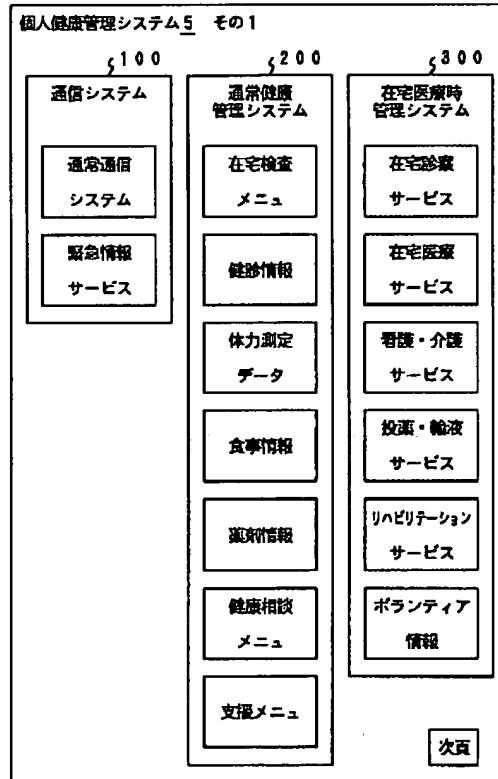 個人健康管理システム5 その1
100
通信システム
通常通信
システム
緊急情報
サービス
200
通常健康
管理システム
在宅検査
メニュ
健診情報
体力測定
データ
食事情報
薬剤情報
健康相談
メニュ
支援メニュ
300
在宅医療時
管理システム
在宅診察
サービス
在宅医療
サービス
看護・介護
サービス
投薬・輸液
サービス
リハビリテーション
サービス
ボランティア
情報
次頁